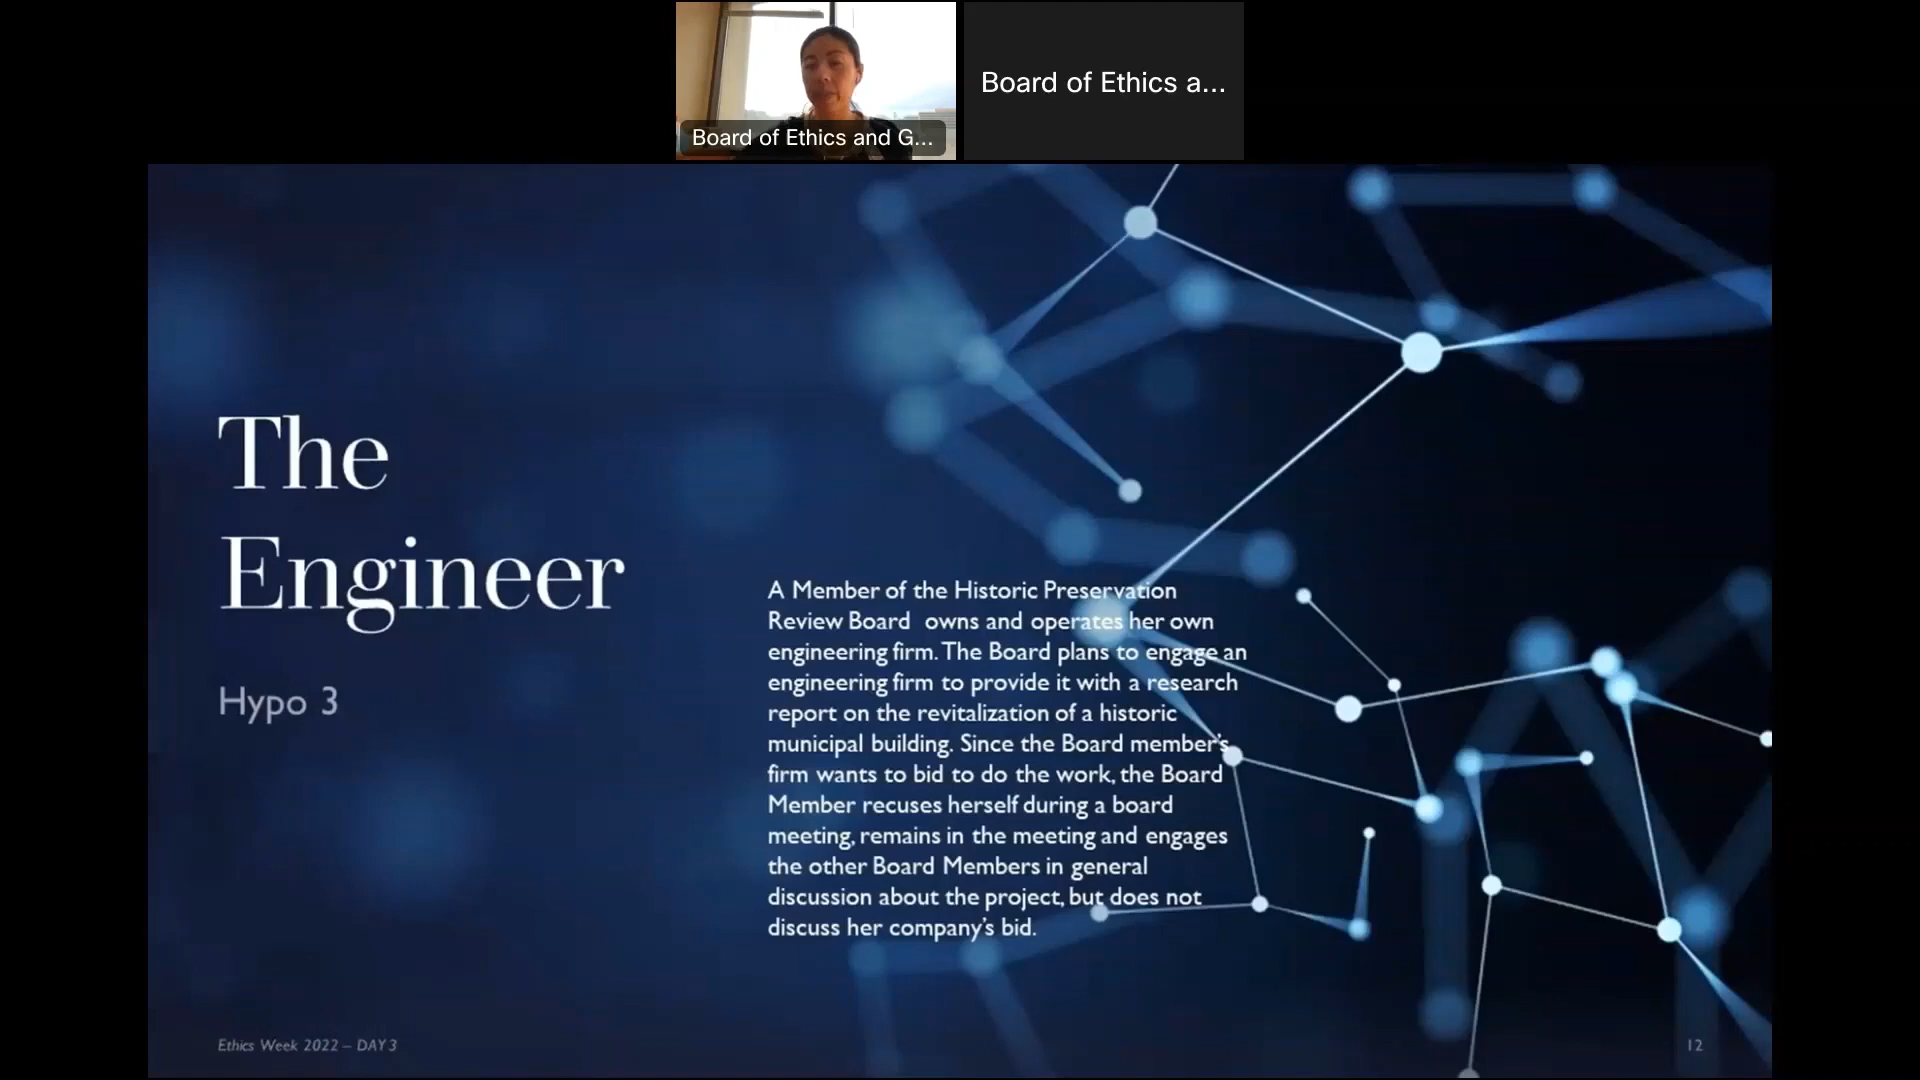 Board of Ethics and G...
Board of Ethics a...
The
Engineer
Hypo 3
A Member of the Historic Preservation
Review Board owns and operates her own
engineering firm. The Board plans to engage an
engineering firm to provide it with a research
report on the revitalization of a historic
municipal building. Since the Board member's
firm wants to bid to do the work, the Board
Member recuses herself during a board
meeting, remains in the meeting and engages
the other Board Members in general
discussion about the project, but does not
discuss her company's bid.
Ethics Week 2022 – DAY 3
12